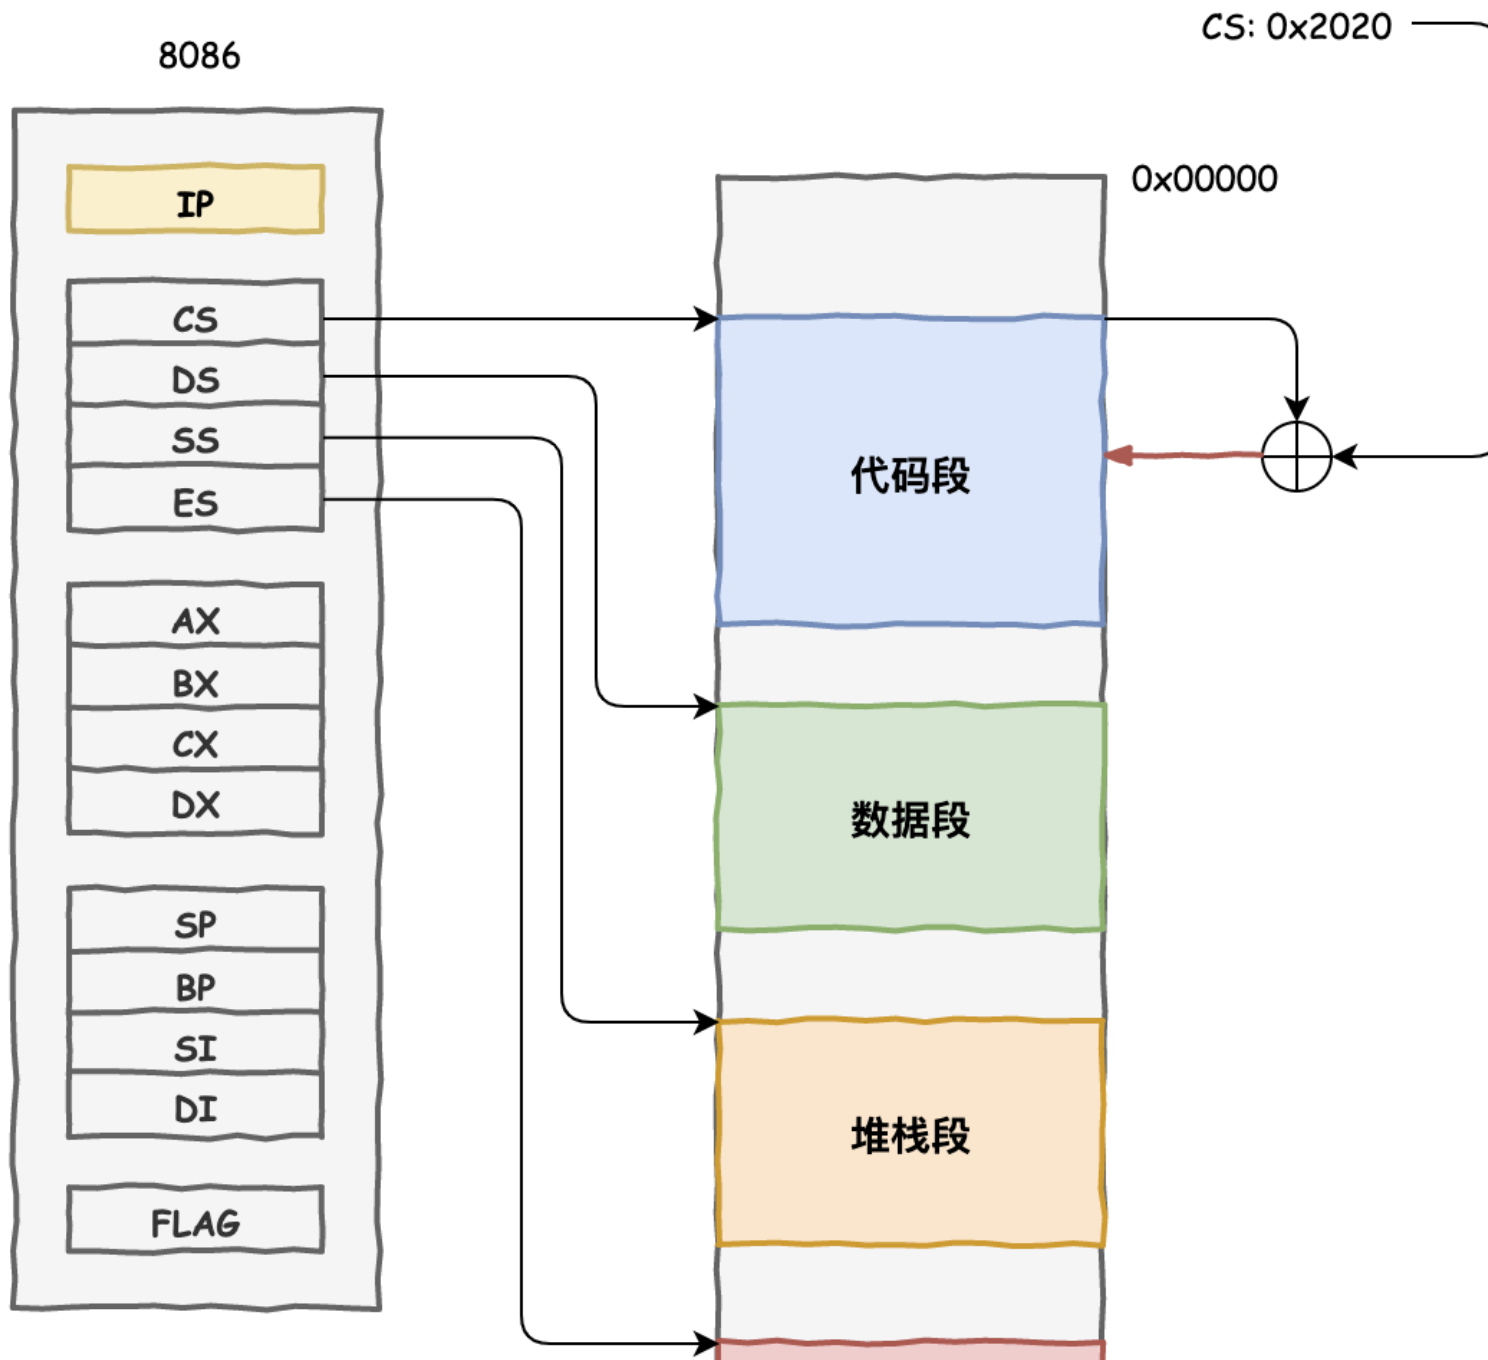 CS: 0x2020
8086
0x00000
IP
CS
DS
SS
ES
AX
BX
CX
DX
SP
BP
SI
DI
FLAG
代码段
数据段
堆栈段